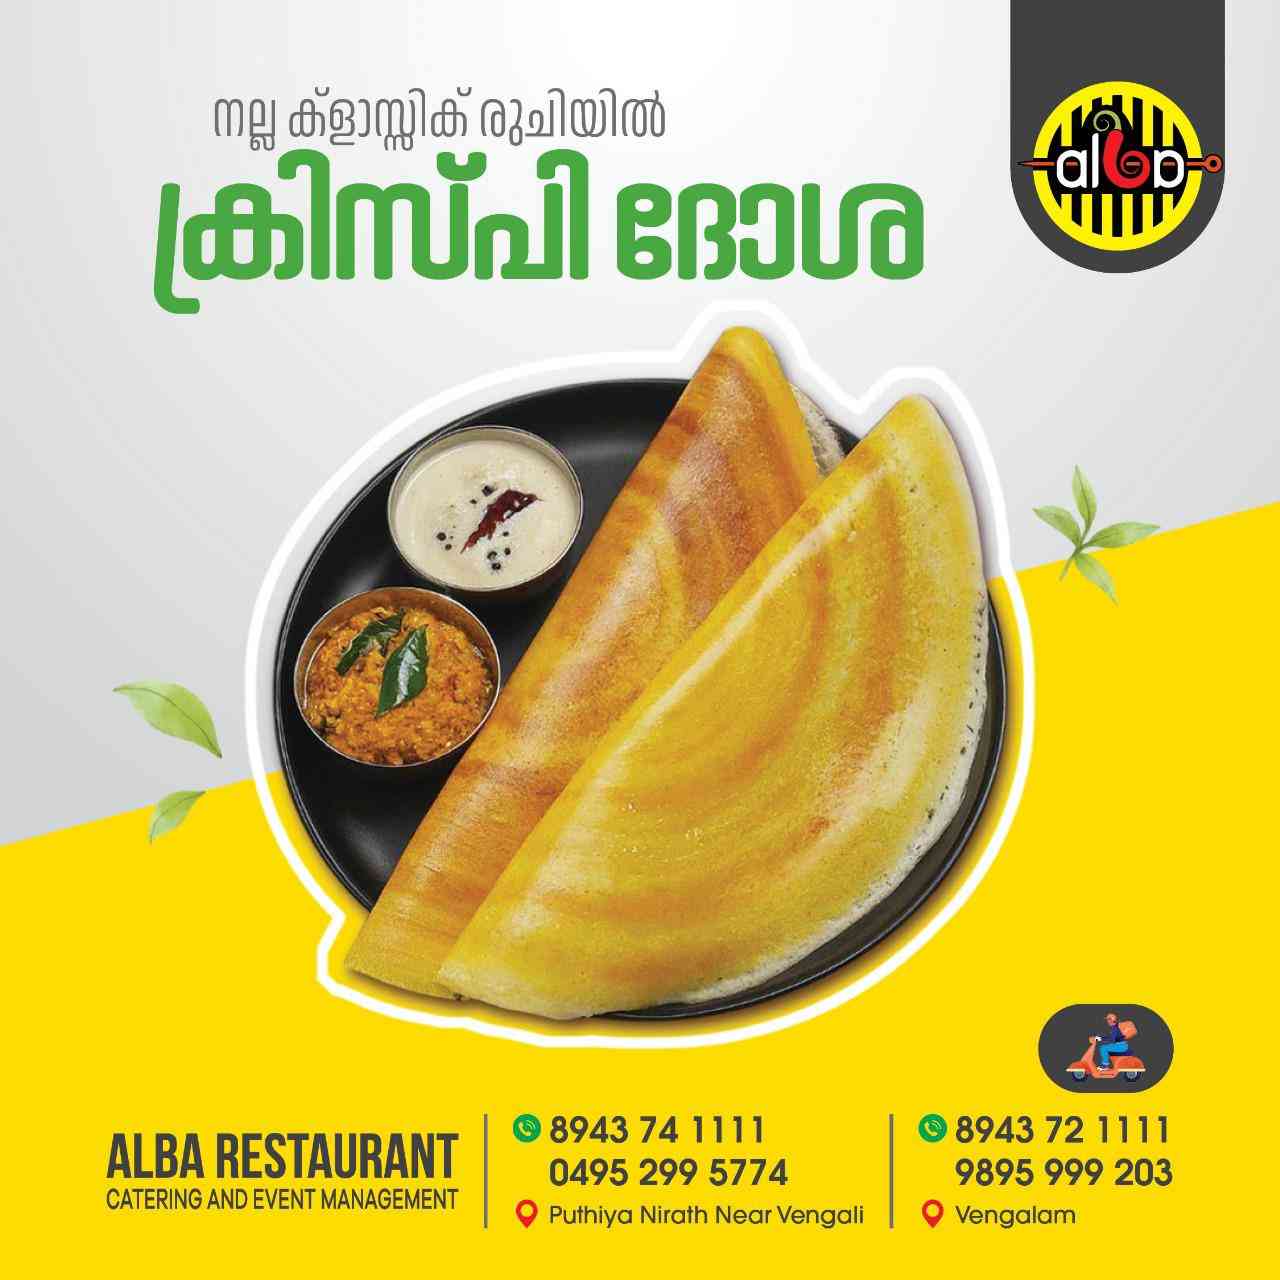 നല്ല ക്ളാസ്സിക് രുചിയിൽ
ക്രിസ്പി ദോശ
alba
ALBA RESTAURANT
CATERING AND EVENT MANAGEMENT
8943 74 1111
0495 299 5774
Puthiya Nirath Near Vengali
8943 72 1111
9895 999 203
Vengalam